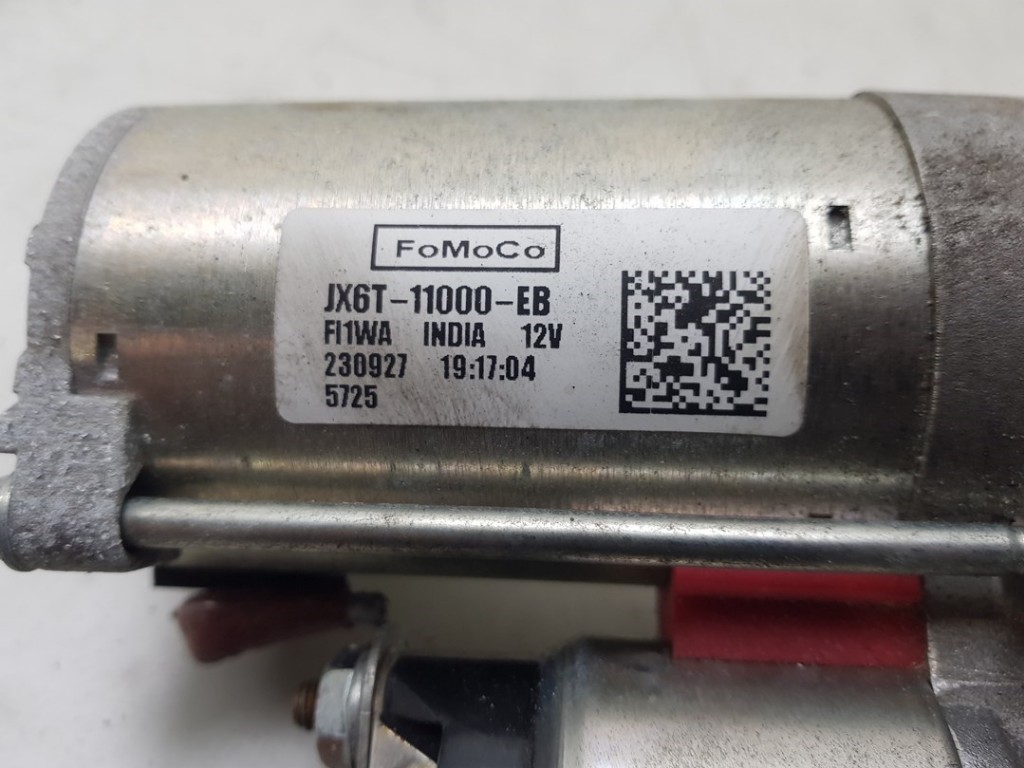 FoMoCo
JX6T-11000-EB
FI1WA INDIA 12V
230927 19:17:04
5725